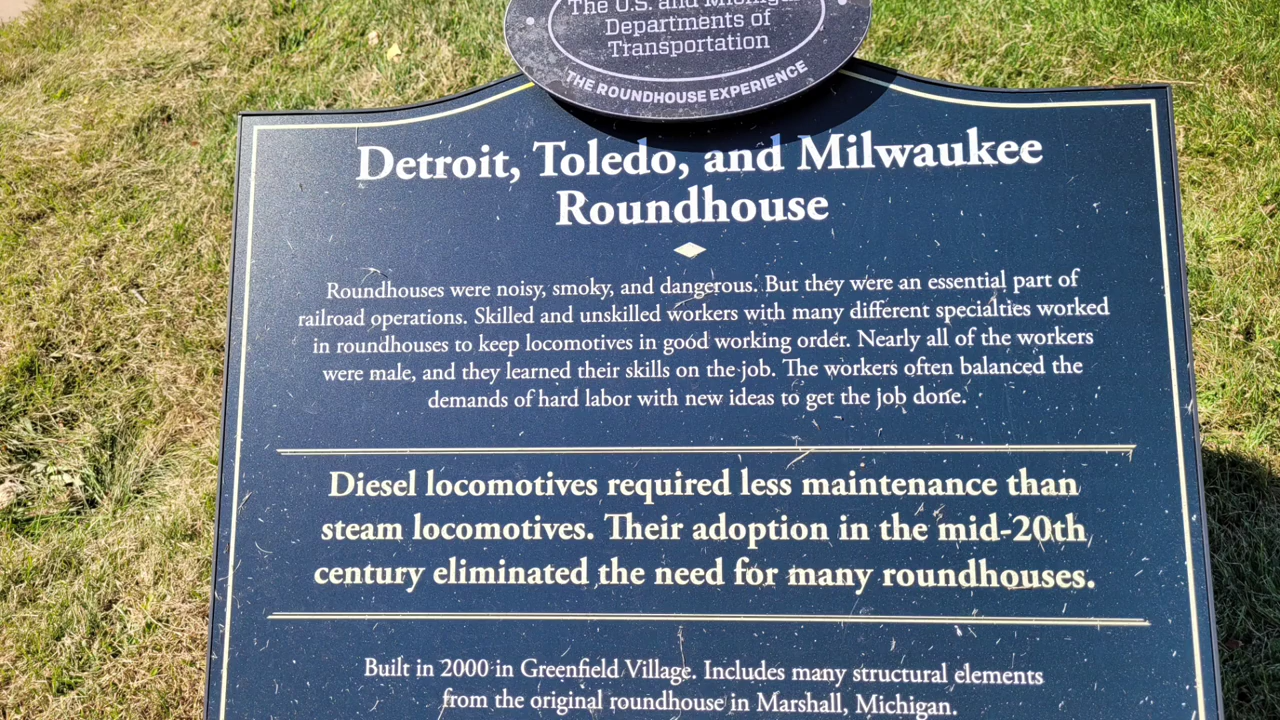 The U.S. and Michigan
Departments of
Transportation
THE ROUNDHOUSE EXPERIENCE
Detroit, Toledo, and Milwaukee
Roundhouse
Roundhouses were noisy, smoky, and dangerous. But they were an essential part of
railroad operations. Skilled and unskilled workers with many different specialties worked
in roundhouses to keep locomotives in good working order. Nearly all of the workers
were male, and they learned their skills on the job. The workers often balanced the
demands of hard labor with new ideas to get the job done.
Diesel locomotives required less maintenance than
steam locomotives. Their adoption in the mid-20th
century eliminated the need for many roundhouses.
Built in 2000 in Greenfield Village. Includes many structural elements
from the original roundhouse in Marshall, Michigan.